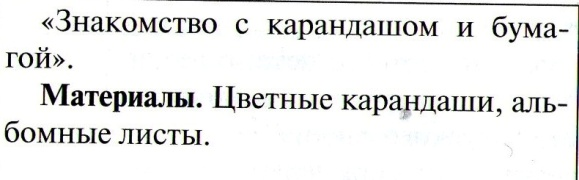 «Знакомство с карандашом и бума-
гой».
Материалы. Цветные карандаши, аль-
бомные листы.